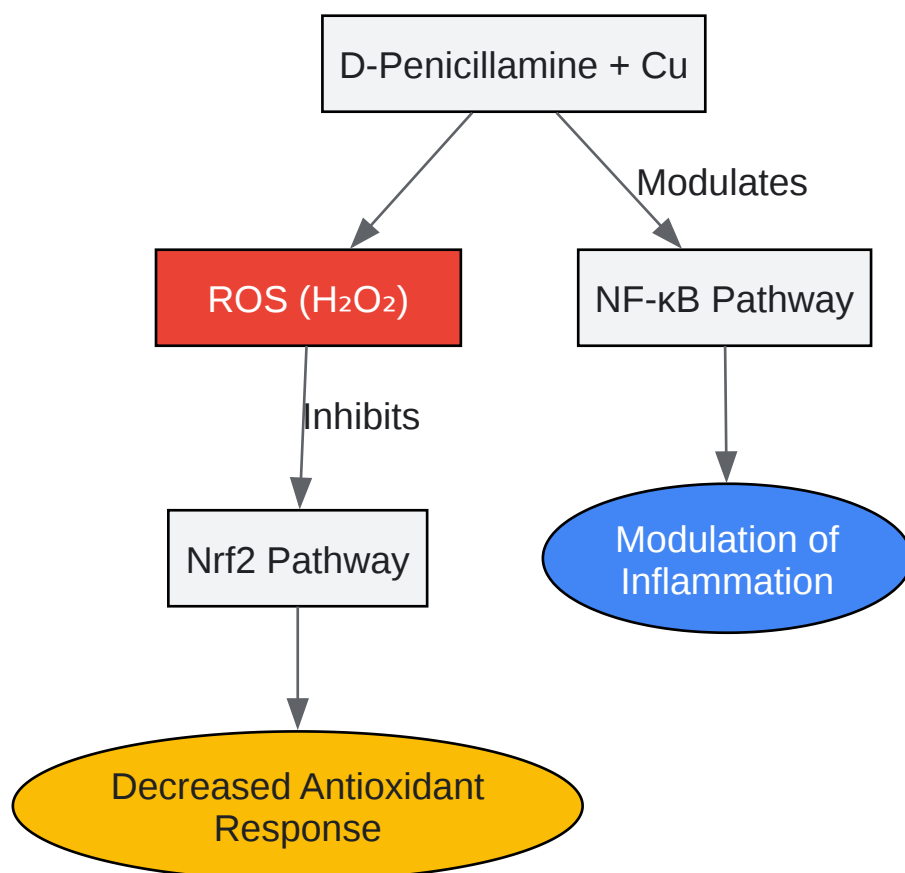 D-Penicillamine + Cu
Modulates
ROS (H₂O₂)
NF-κB Pathway
Inhibits
Nrf2 Pathway
Modulation of
Inflammation
Decreased Antioxidant
Response